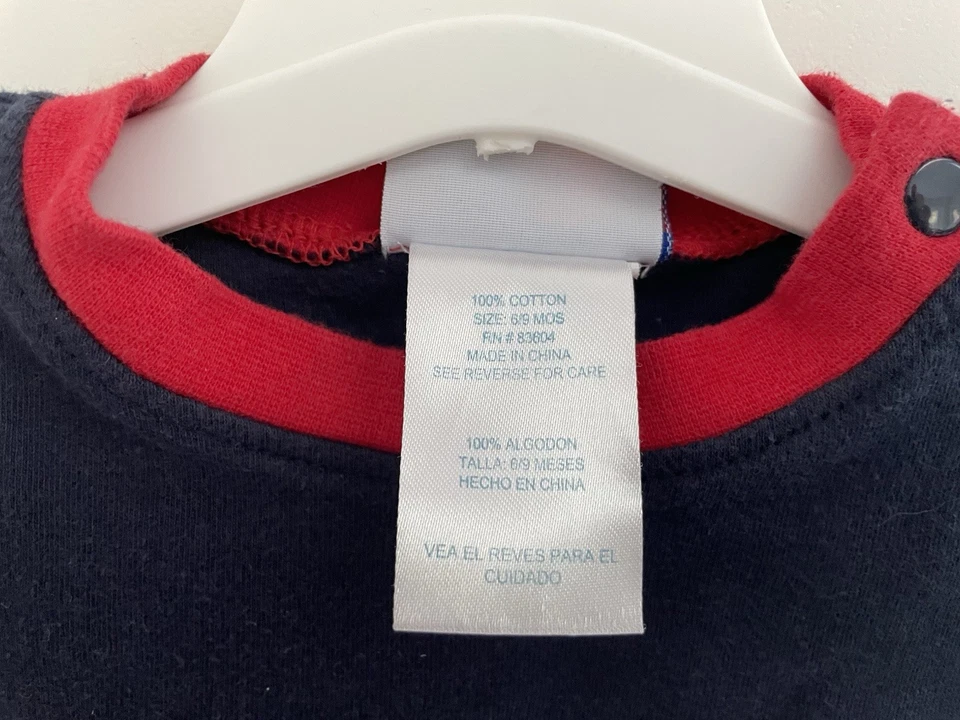 100% COTTON
SIZE: 6/9 MOS
RN # 83604
MADE IN CHINA
SEE REVERSE FOR CARE
100% ALGODON
TALLA: 6/9 MESES
HECHO EN CHINA
VEA EL REVES PARA EL
CUIDADO